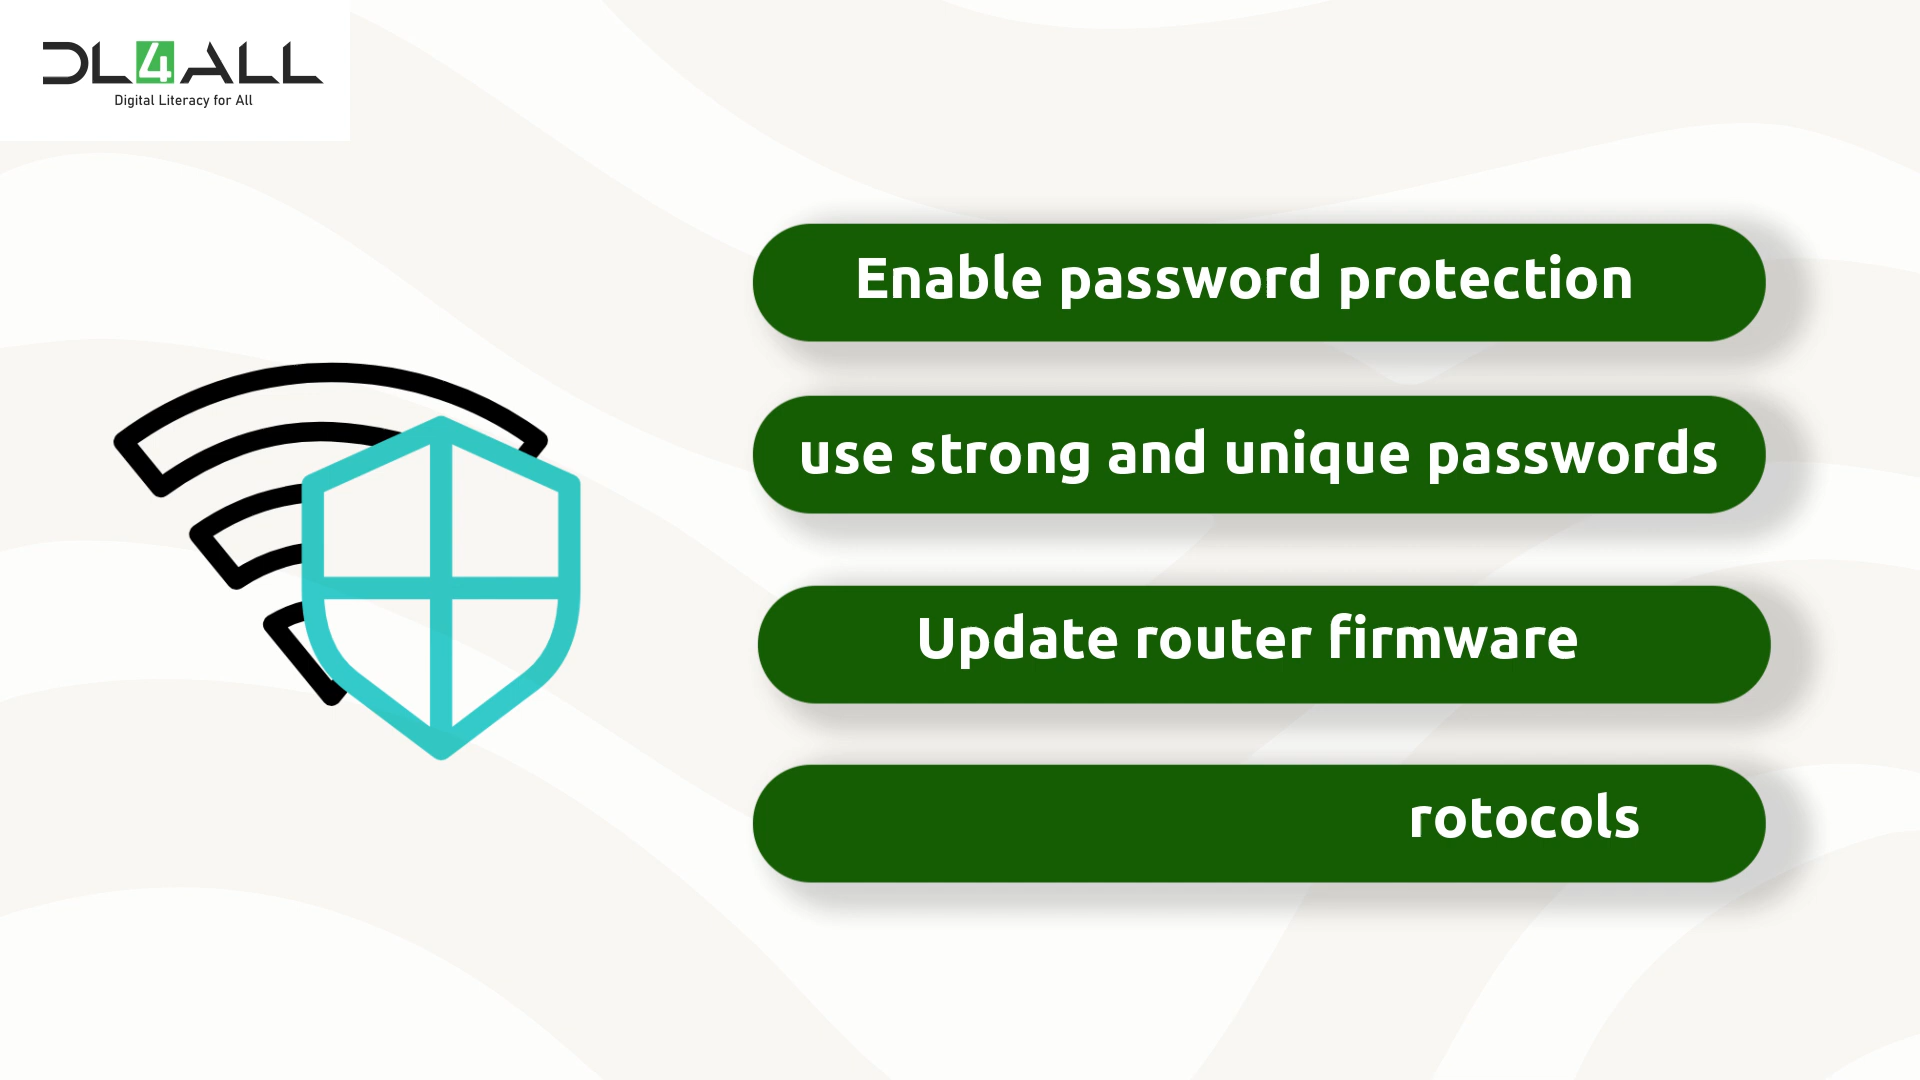 DL4ALL
Digital Literacy for All
Enable password protection
use strong and unique passwords
Update router firmware
rotocols